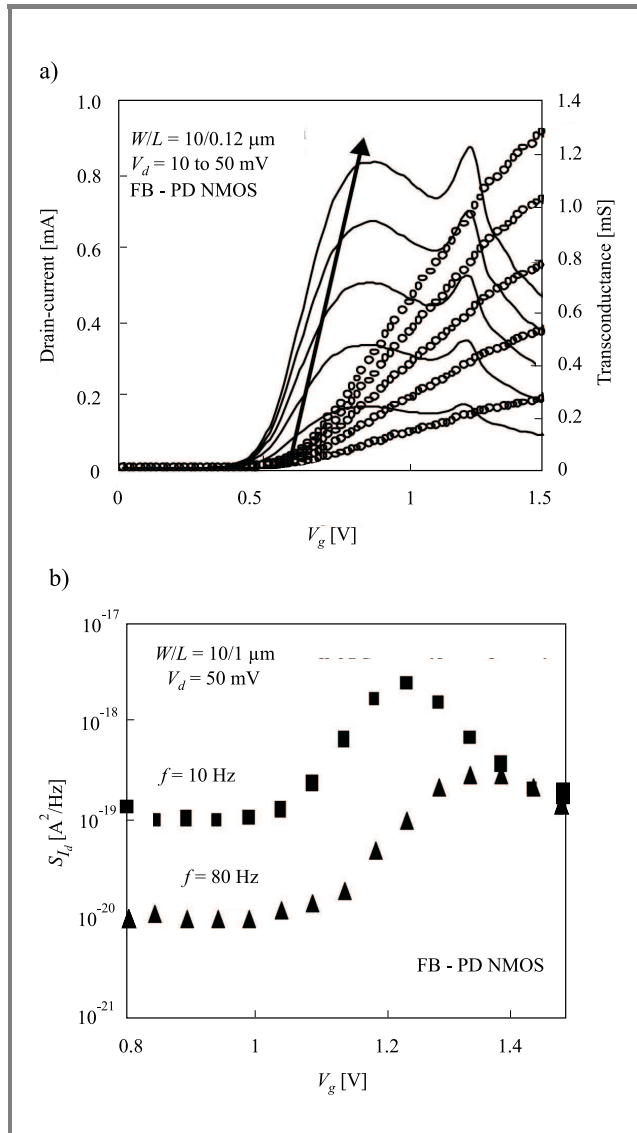 a)
1.0
0.8
0.6
0.4
0.2
0
Drain-current [mA]
W/L = 10/0.12 µm
V_d = 10 to 50 mV
FB - PD NMOS
1.4
1.2
1.0
0.8
0.6
0.4
0.2
0
Transconductance [mS]
0
0.5
1
1.5
V_g [V]
b)
10^-17
10^-18
10^-19
10^-20
10^-21
S_{I_d} [A^2/Hz]
W/L = 10/1 µm
V_d = 50 mV
f = 10 Hz
f = 80 Hz
FB - PD NMOS
0.8
1
1.2
1.4
V_g [V]